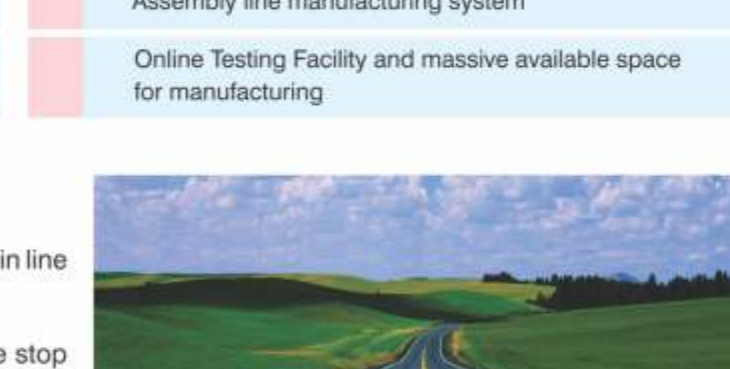 Assembly line manufacturing system
Online Testing Facility and massive available space
for manufacturing
in line
stop